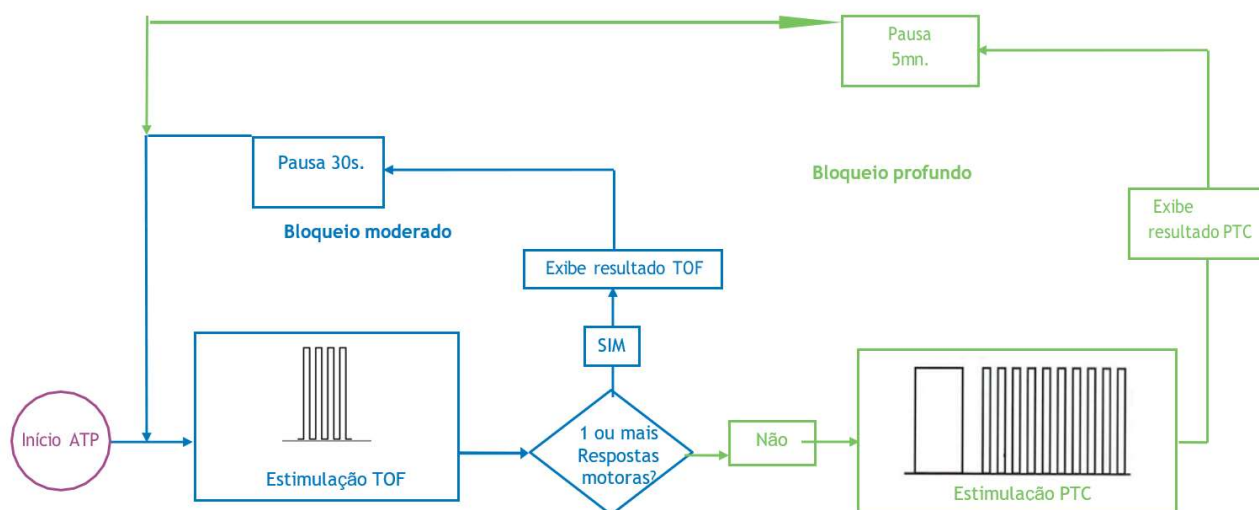 Pausa
5mn.
Pausa 30s.
Bloqueio profundo
Exibe
resultado PTC
Bloqueio moderado
Exibe resultado TOF
SIM
Início ATP
Estimulação TOF
1 ou mais
Respostas
motoras?
Não
Estimulacão PTC